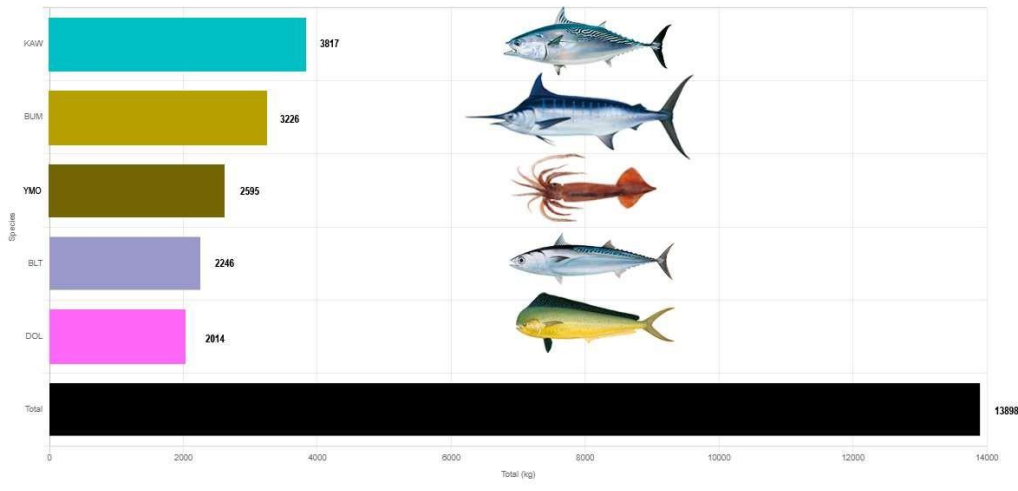 KAW
3817
BUM
3226
YMO
2595
Species
BLT
2246
DOL
2014
Total
13898
0 2000 4000 6000 8000 10000 12000 14000
Total (kg)